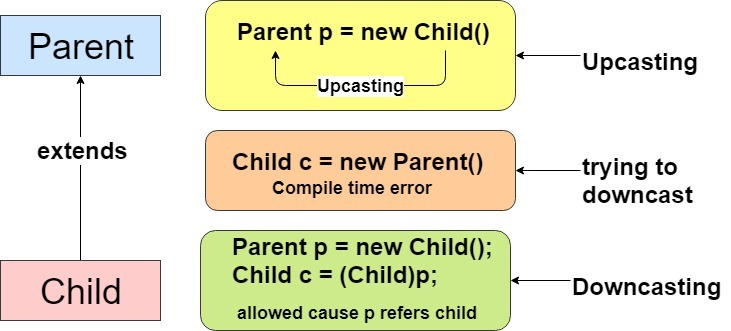 Parent
extends
Child
Parent p = new Child()
Upcasting
Upcasting
Child c = new Parent()
Compile time error
trying to
downcast
Parent p = new Child();
Child c = (Child)p;
allowed cause p refers child
Downcasting